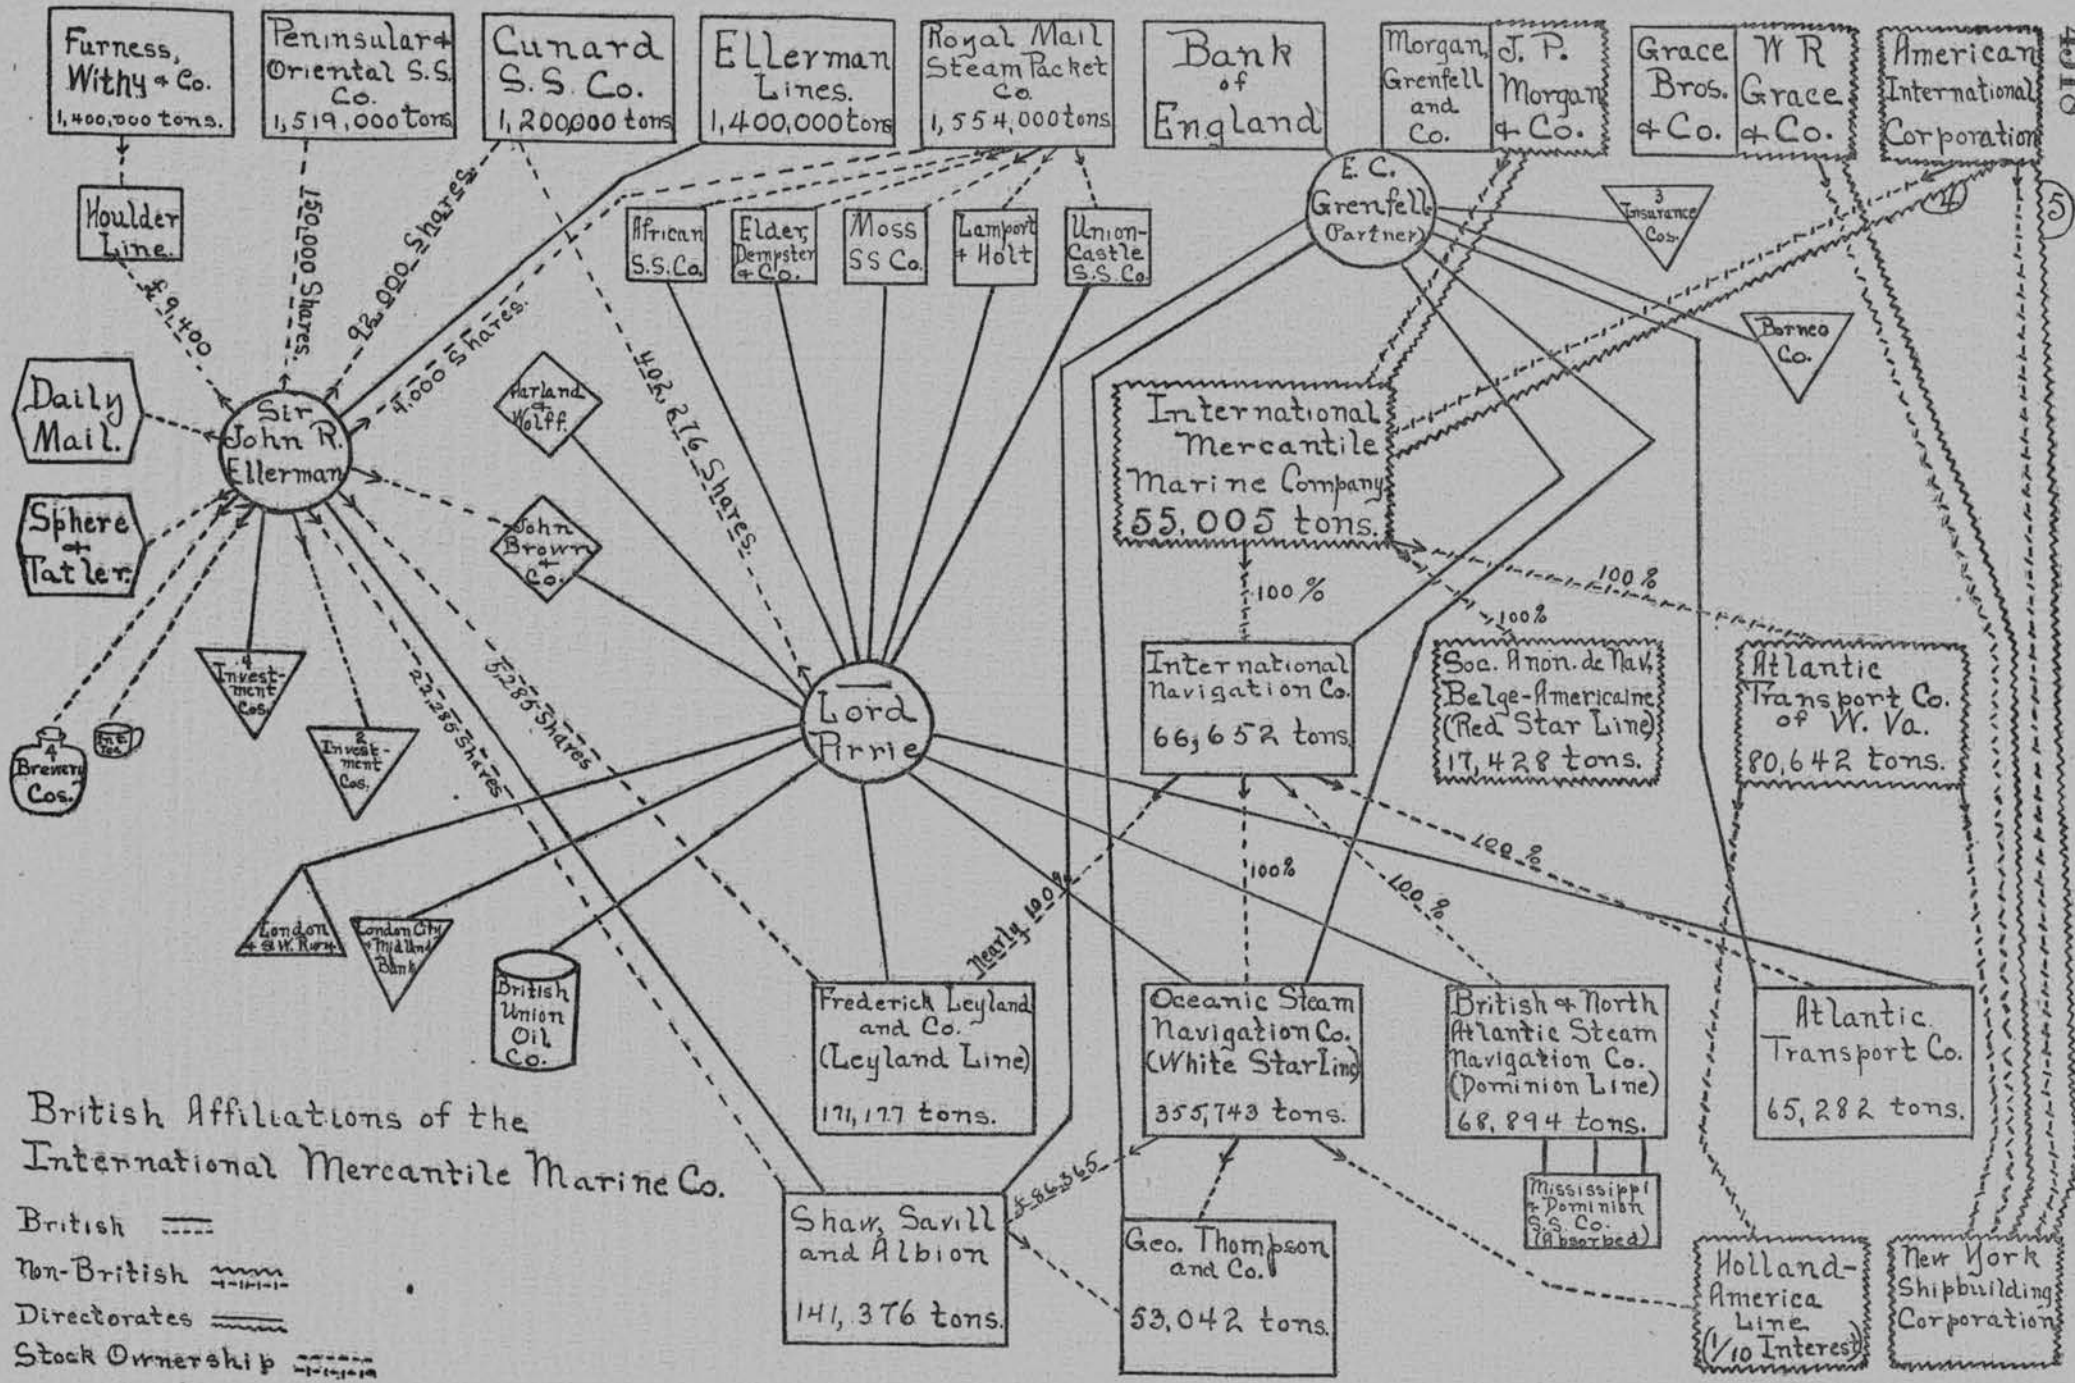 4510
Furness,
Withy & Co.
1,400,000 tons.
Peninsular &
Oriental S.S.
Co.
1,519,000 tons
Cunard
S.S. Co.
1,200,000 tons
Ellerman
Lines.
1,400,000 tons
Royal Mail
Steam Packet
Co.
1,554,000 tons
Bank
of
England
Morgan,
Grenfell
and
Co.
J. P.
Morgan
& Co.
Grace
Bros.
& Co.
W R
Grace
& Co.
American
International
Corporation
Houlder
Line.
150,000 Shares.
92,000 Shares.
African
S.S. Co.
Elder,
Dempster
& Co.
Moss
SS Co.
Lamport
& Holt
Union-
Castle
S.S. Co.
E. C.
Grenfell
(Partner)
3
Insurance
Cos.
4
5
£9,400
4,000 Shares.
402,276 Shares.
Borneo
Co.
Daily
Mail.
Sir
John R.
Ellerman
Harland
&
Wolff.
International
Mercantile
Marine Company
55,005 tons.
Sphere
&
Tatler.
John
Brown
&
Co.
100%
100%
100%
4
Invest-
ment
Cos.
2
Invest-
ment
Cos.
4
Brewery
Cos.
22,286 Shares
5,286 Shares
Lord
Pirrie
International
Navigation Co.
66,652 tons.
Soc. Anon. de Nav.
Belge-Americaine
(Red Star Line)
17,428 tons.
Atlantic
Transport Co.
of W. Va.
80,642 tons.
Nearly 100%
100%
100%
100%
London
& S.W. Rwy.
London City
& Midland
Bank
British
Union
Oil
Co.
Frederick Leyland
and Co.
(Leyland Line)
171,177 tons.
Oceanic Steam
Navigation Co.
(White Star Line)
355,743 tons.
British & North
Atlantic Steam
Navigation Co.
(Dominion Line)
68,894 tons.
Atlantic
Transport Co.
65,282 tons.
British Affiliations of the
International Mercantile Marine Co.
British
Non-British
Directorates
Stock Ownership
£86,365
Shaw, Savill
and Albion
141,376 tons.
Geo. Thompson
and Co.
53,042 tons.
Mississippi
& Dominion
S.S. Co.
(Absorbed)
Holland-
America
Line
(1/10 Interest)
New York
Shipbuilding
Corporation